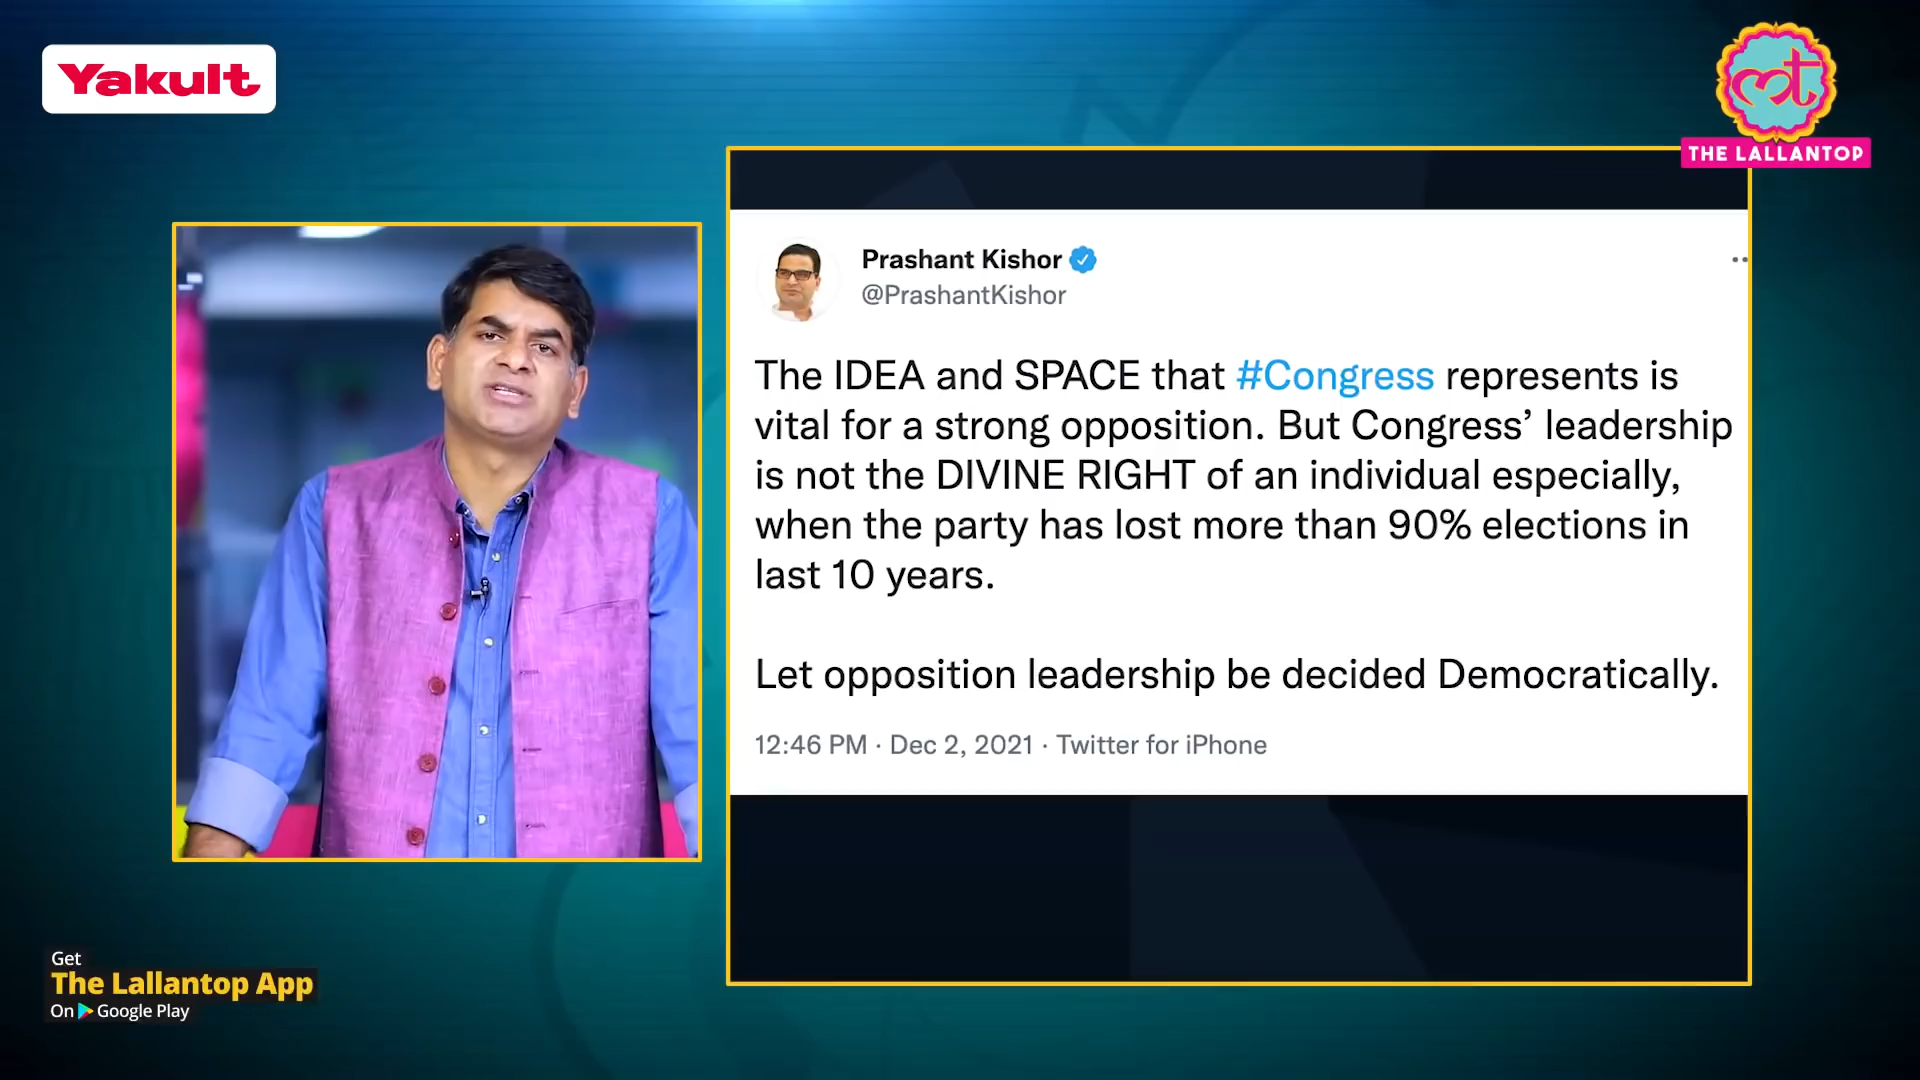 Yakult
मत
THE LALLANTOP
Prashant Kishor
@PrashantKishor
The IDEA and SPACE that #Congress represents is
vital for a strong opposition. But Congress’ leadership
is not the DIVINE RIGHT of an individual especially,
when the party has lost more than 90% elections in
last 10 years.
Let opposition leadership be decided Democratically.
12:46 PM · Dec 2, 2021 · Twitter for iPhone
Get
The Lallantop App
On Google Play